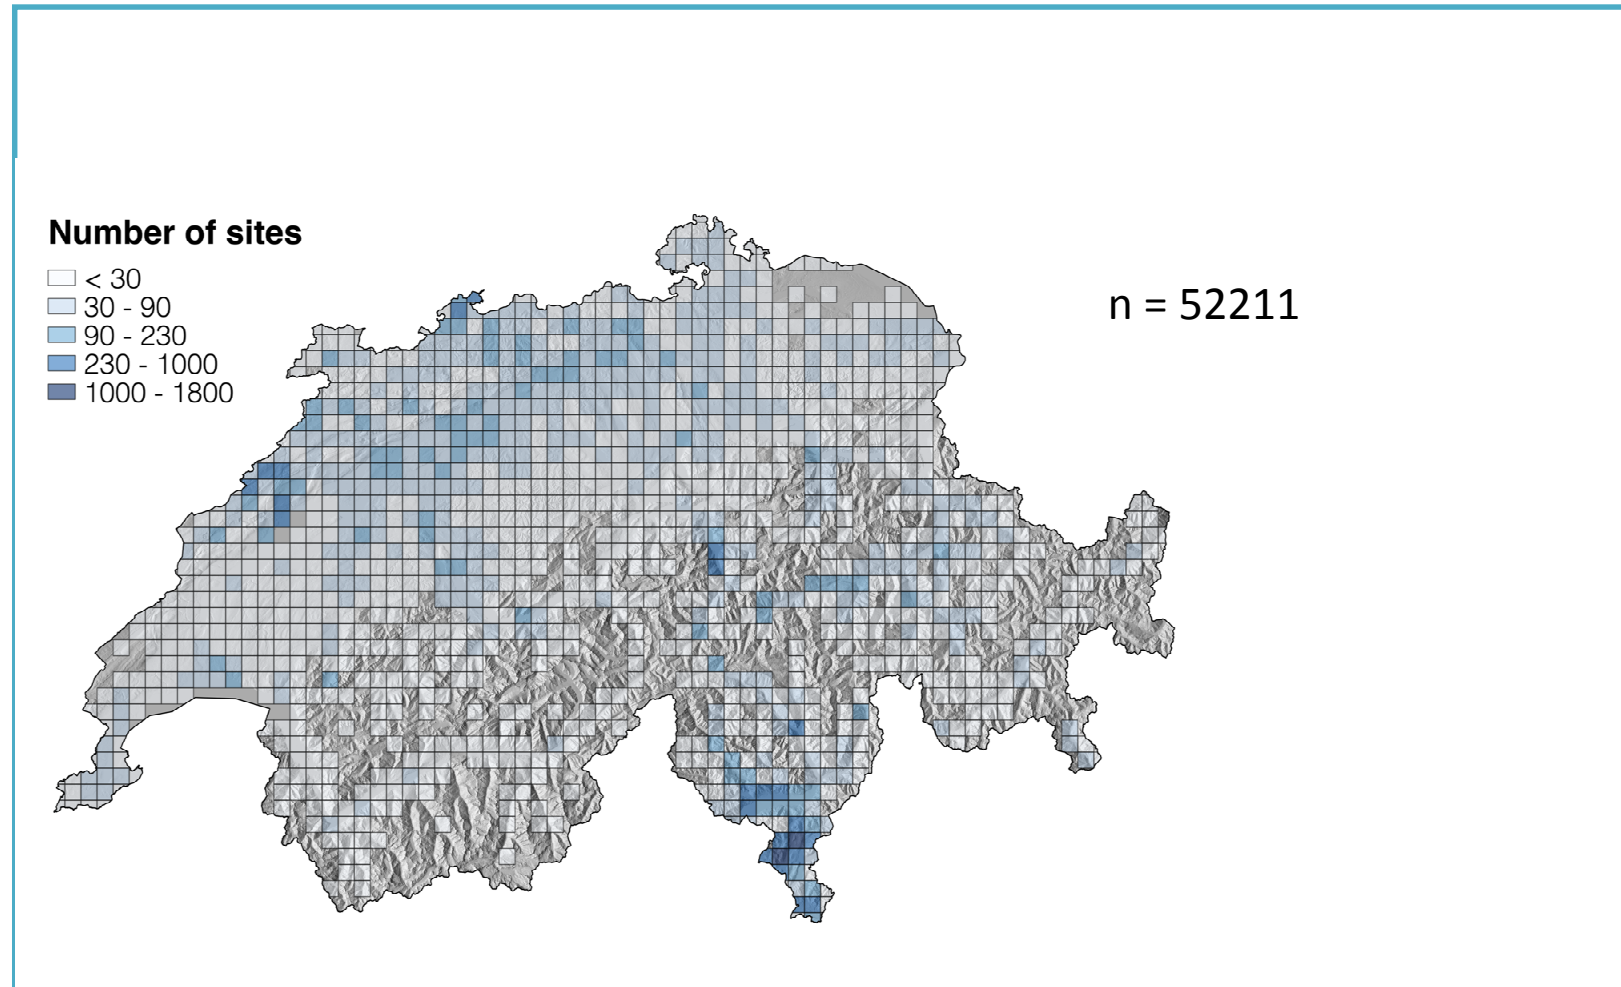 Number of sites
< 30
30 - 90
90 - 230
230 - 1000
1000 - 1800
n = 52211